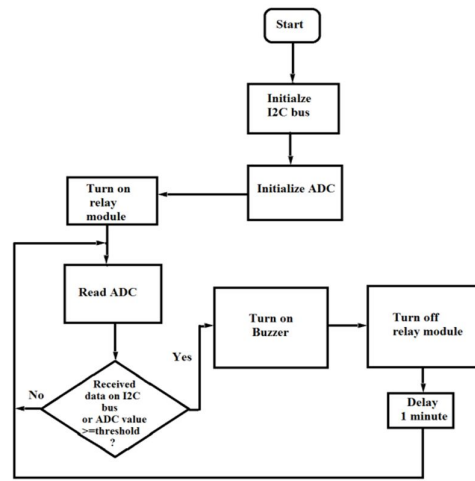 Start
Initialze
I2C bus
Initialize ADC
Turn on
relay
module
Read ADC
Received
data on I2C
bus
or ADC value
>=threshold
?
No
Yes
Turn on
Buzzer
Turn off
relay module
Delay
1 minute